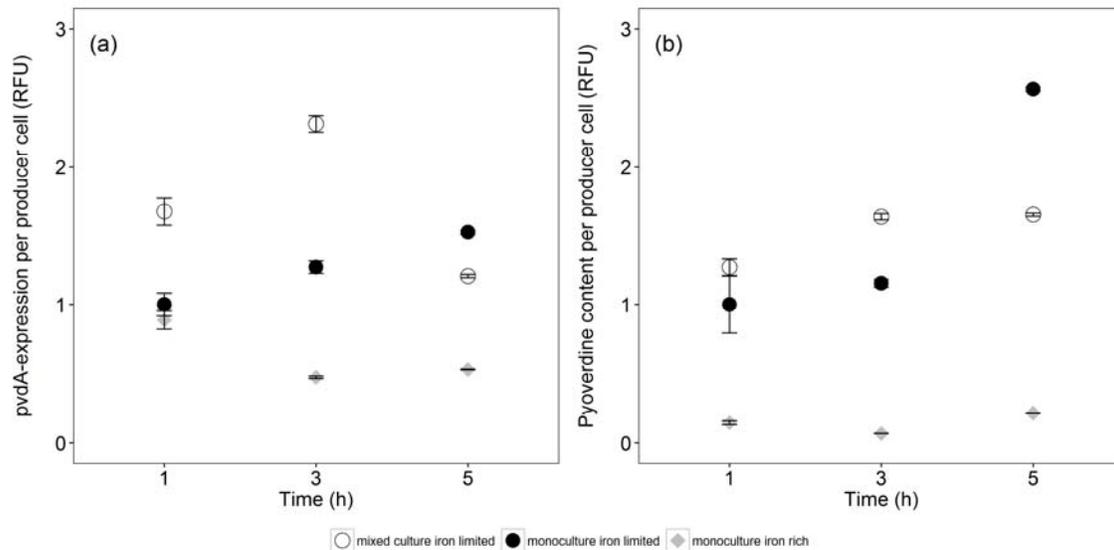 (a)
pvdA-expression per producer cell (RFU)
3
2
1
0
1 3 5
Time (h)
(b)
Pyoverdine content per producer cell (RFU)
3
2
1
0
1 3 5
Time (h)
mixed culture iron limited monoculture iron limited monoculture iron rich